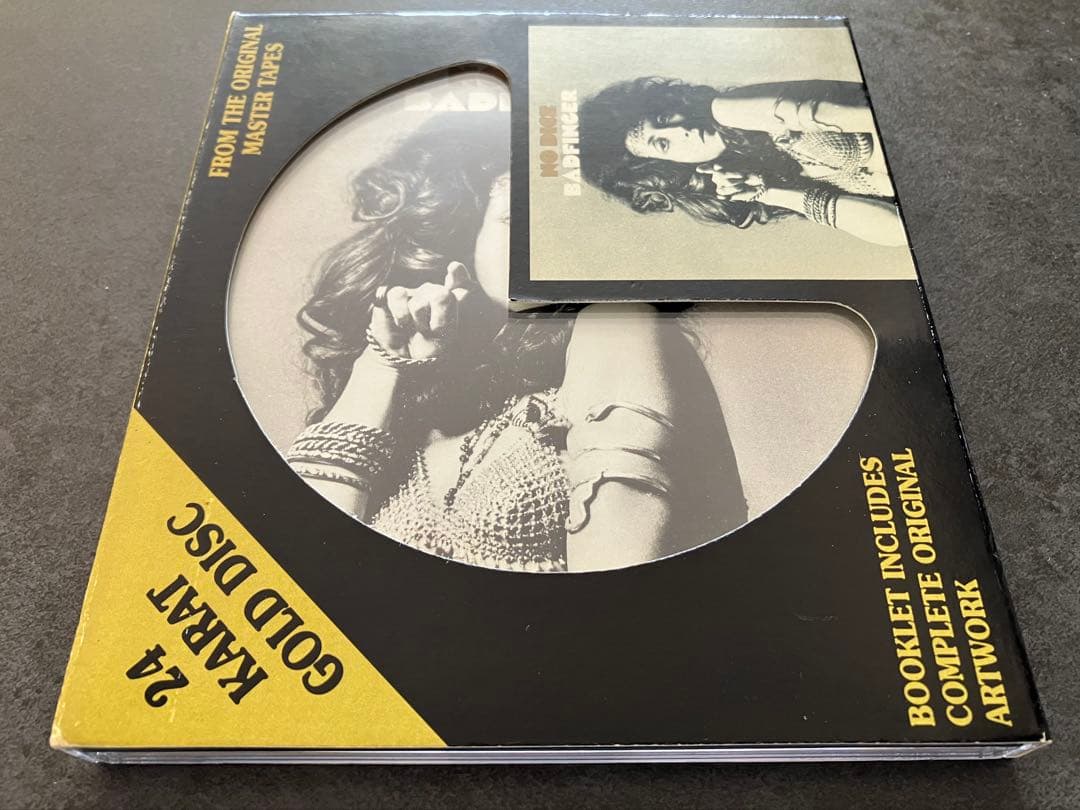 FROM THE ORIGINAL
MASTER TAPES
NO DICE
BADFINGER
24
KARAT
GOLD DISC
BOOKLET INCLUDES
COMPLETE ORIGINAL
ARTWORK